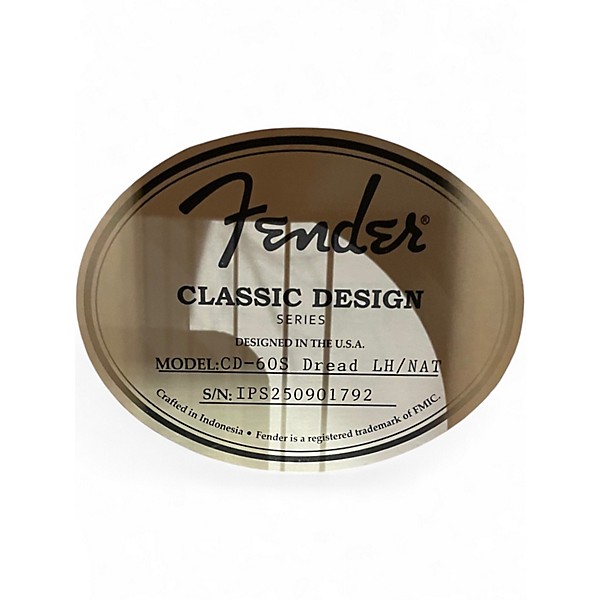 Fender®
CLASSIC DESIGN
SERIES
DESIGNED IN THE U.S.A.
MODEL:CD-60S Dread LH/NAT
S/N: IPS250901792
Crafted in Indonesia • Fender is a registered trademark of FMIC.